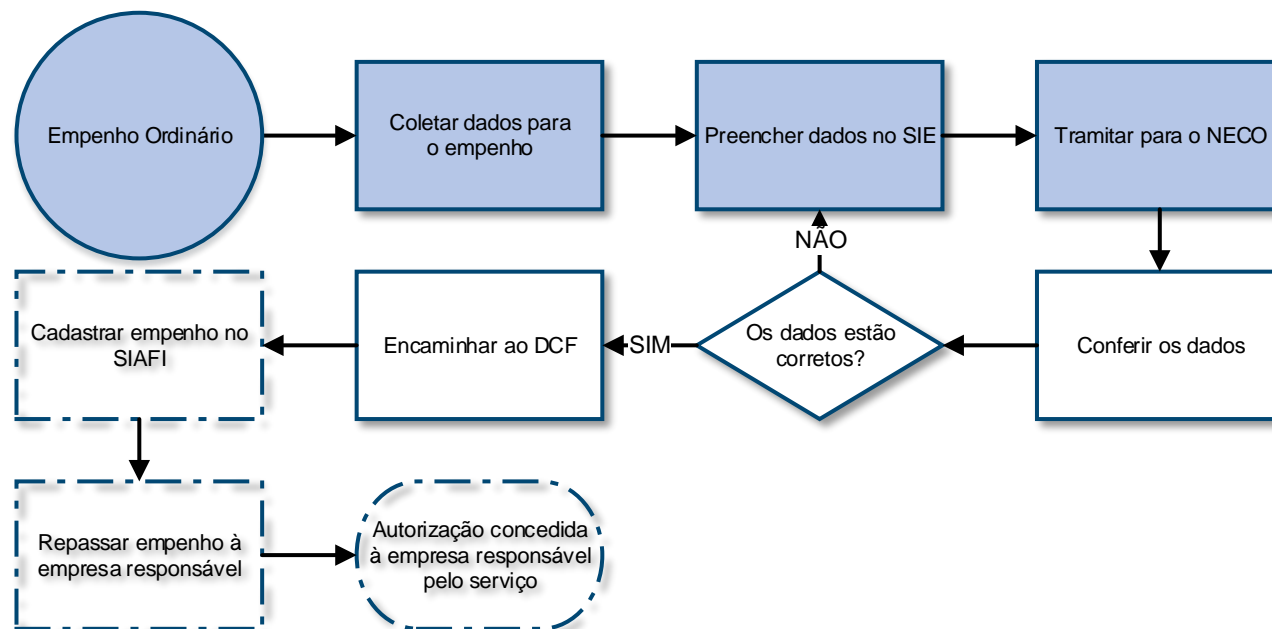 Empenho Ordinário
Coletar dados para
o empenho
Preencher dados no SIE
Tramitar para o NECO
NÃO
Cadastrar empenho no
SIAFI
Encaminhar ao DCF
SIM
Os dados estão
corretos?
Conferir os dados
Repassar empenho à
empresa responsável
Autorização concedida
à empresa responsável
pelo serviço